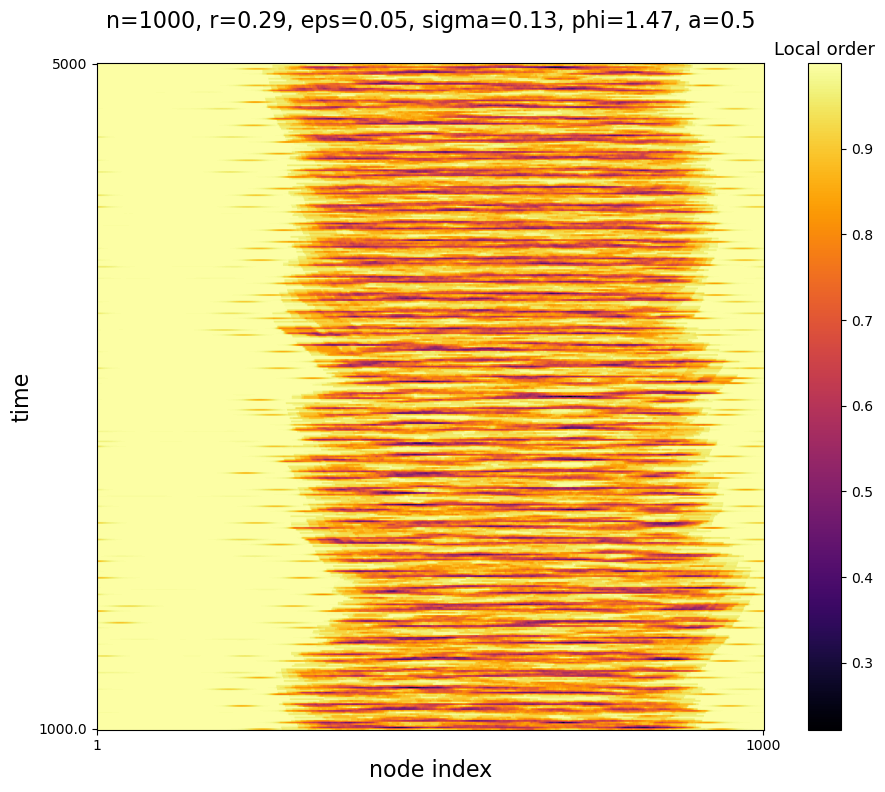 n=1000, r=0.29, eps=0.05, sigma=0.13, phi=1.47, a=0.5
Local order
5000
0.9
0.8
0.7
0.6
0.5
0.4
0.3
time
1000.0
1
1000
node index